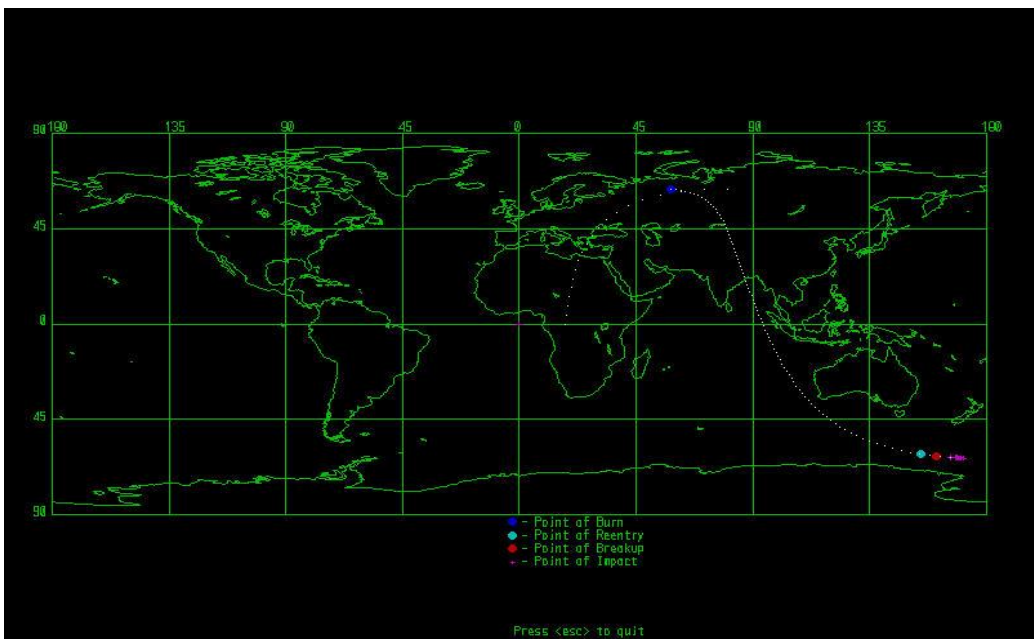 90 180 135 90 45 0 45 90 135 180
45
0
45
90
- Point of Burn
- Point of Reentry
- Point of Breakup
- Point of Impact
Press <esc> to quit